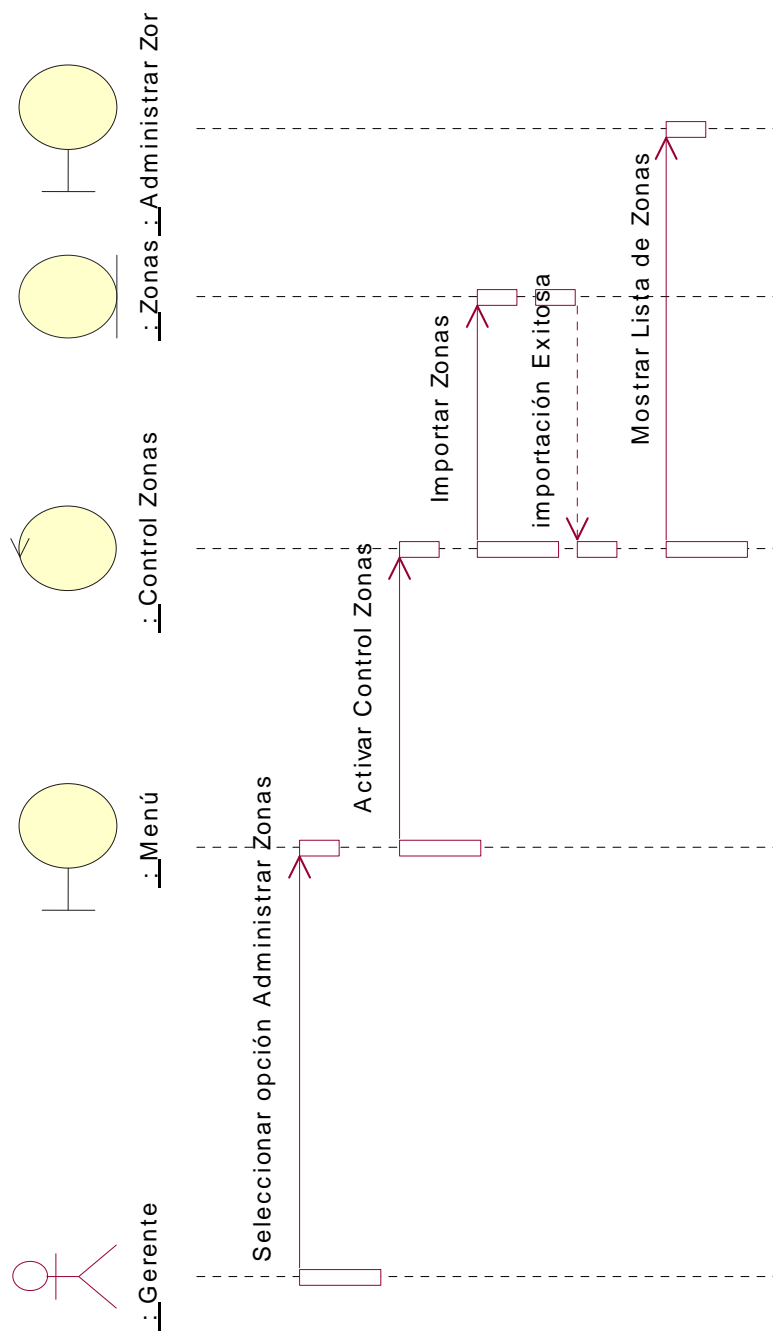 : Gerente
: Menú
: Control Zonas
: Zonas
: Administrar Zor
Seleccionar opción Administrar Zonas
Activar Control Zonas
Importar Zonas
importación Exitosa
Mostrar Lista de Zonas